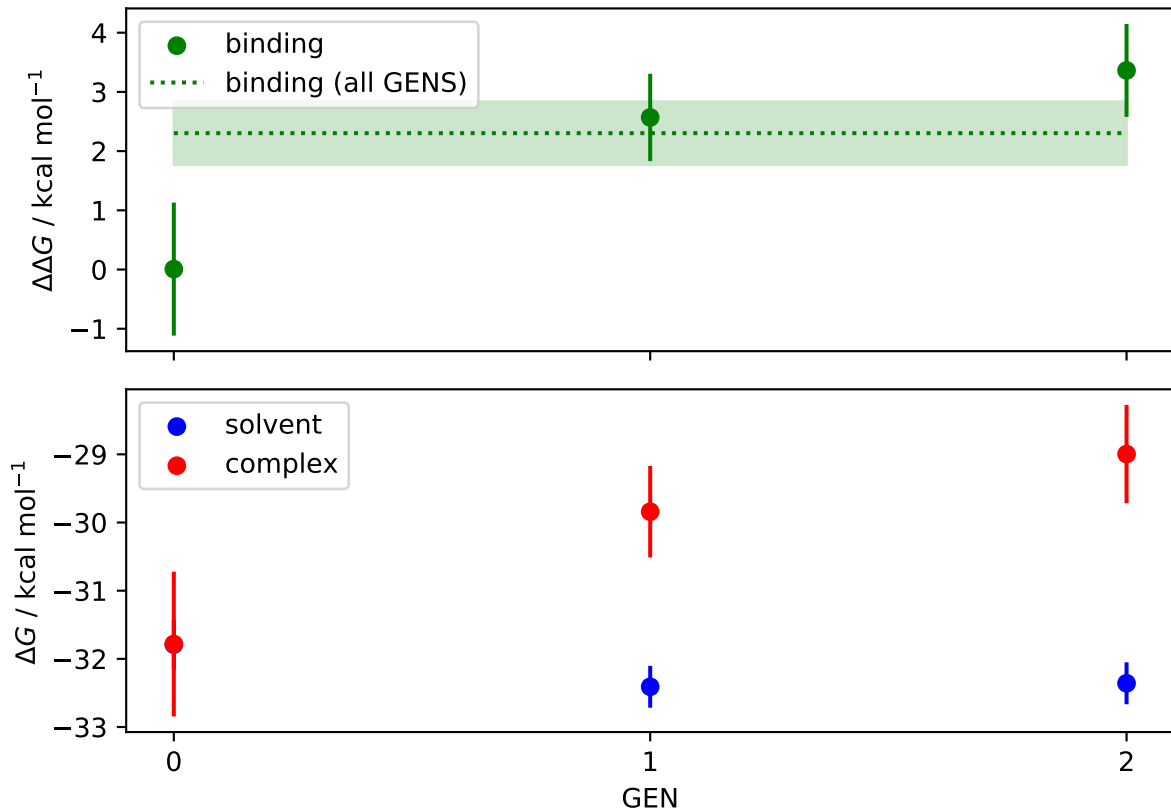 binding
binding (all GENS)
4
3
2
1
0
−1
ΔΔG / kcal mol⁻¹
solvent
complex
−29
−30
−31
−32
−33
ΔG / kcal mol⁻¹
0 1 2
GEN